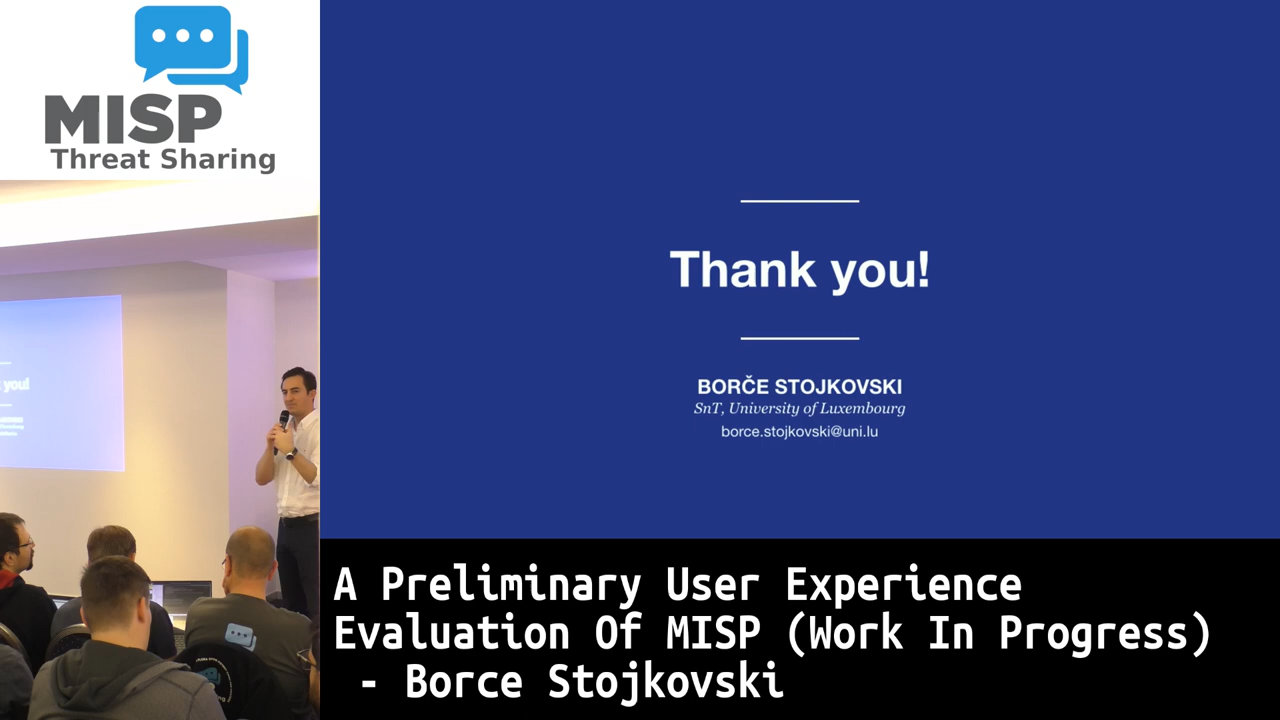 MISP
Threat Sharing
Thank you!
BORČE STOJKOVSKI
SnT, University of Luxembourg
borce.stojkovski@uni.lu
you!
A Preliminary User Experience
Evaluation Of MISP (Work In Progress)
- Borce Stojkovski